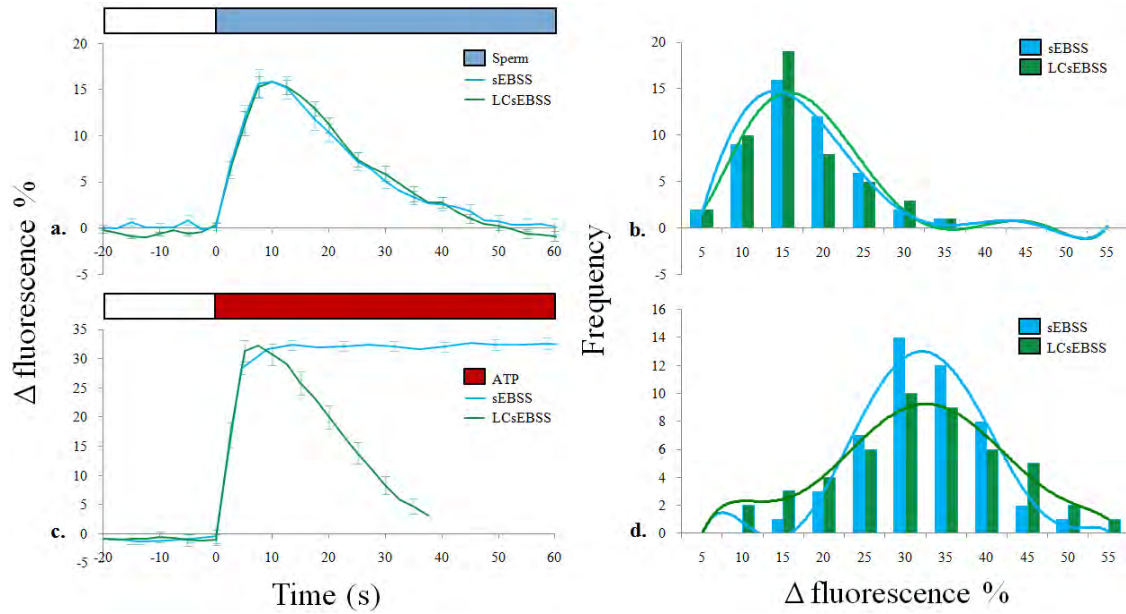 20
15
10
5
0
-5
-20 -10 0 10 20 30 40 50 60
Sperm
sEBSS
LCsEBSS
a.
20
15
10
5
0
-5
5 10 15 20 25 30 35 40 45 50 55
sEBSS
LCsEBSS
b.
35
30
25
20
15
10
5
0
-5
-20 -10 0 10 20 30 40 50 60
ATP
sEBSS
LCsEBSS
c.
16
14
12
10
8
6
4
2
0
5 10 15 20 25 30 35 40 45 50 55
sEBSS
LCsEBSS
d.
Δ fluorescence %
Frequency
Time (s)
Δ fluorescence %